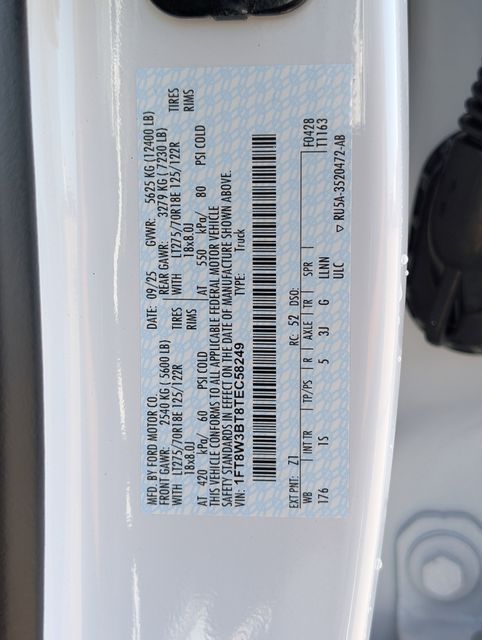 MFD. BY FORD MOTOR CO.
DATE: 09/25 GVWR: 5625 KG (12400 LB)
FRONT GAWR: 2540 KG (5600 LB)
REAR GAWR: 3279 KG (7230 LB)
WITH LT275/70R18E 125/122R TIRES
WITH LT275/70R18E 125/122R TIRES
18x8.0J RIMS
18x8.0J RIMS
AT 420 kPa/ 60 PSI COLD
AT 550 kPa/ 80 PSI COLD
THIS VEHICLE CONFORMS TO ALL APPLICABLE FEDERAL MOTOR VEHICLE
SAFETY STANDARDS IN EFFECT ON THE DATE OF MANUFACTURE SHOWN ABOVE.
VIN: 1FT8W3BT8TEC58249 TYPE: Truck
EXT PNT: Z1 RC: 52 DSO: F0428
WB INT TR TP/PS R AXLE TR SPR T1163
176 TS 5 3J G LLNN
ULC ▽ RU5A-3520472-AB